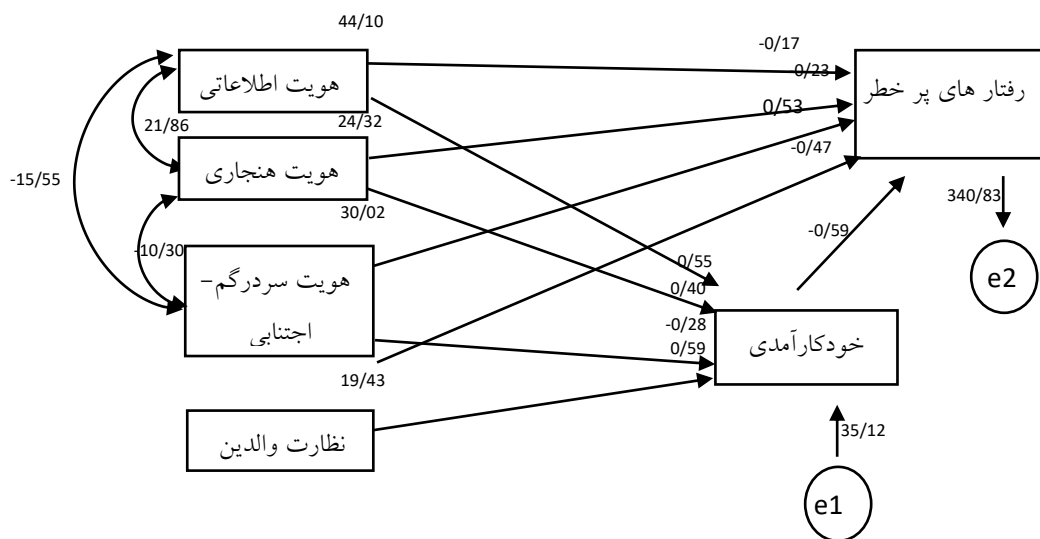 44/10
-0/17
هویت اطلاعاتی
0/23
رفتار های پر خطر
24/32
0/53
21/86
هویت هنجاری
-0/47
-15/55
30/02
340/83
-10/30
-0/59
هویت سردرگم-
اجتنابی
0/55
0/40
e2
-0/28
0/59
خودکارآمدی
19/43
نظارت والدین
35/12
e1